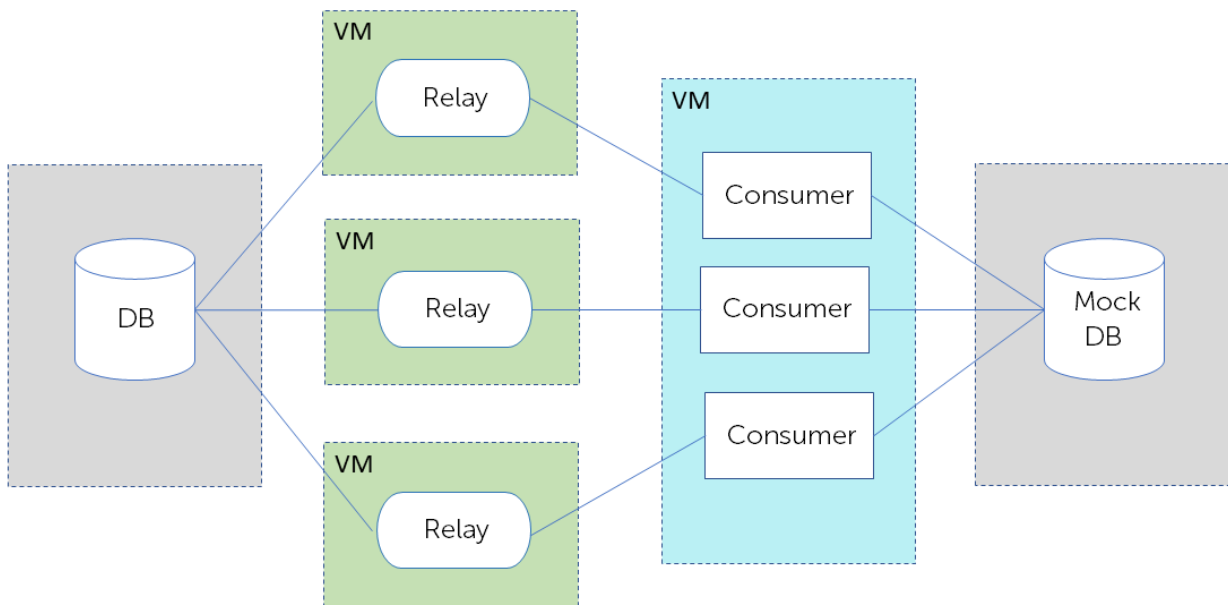 DB
VM
Relay
VM
Relay
VM
Relay
VM
Consumer
Consumer
Consumer
Mock
DB